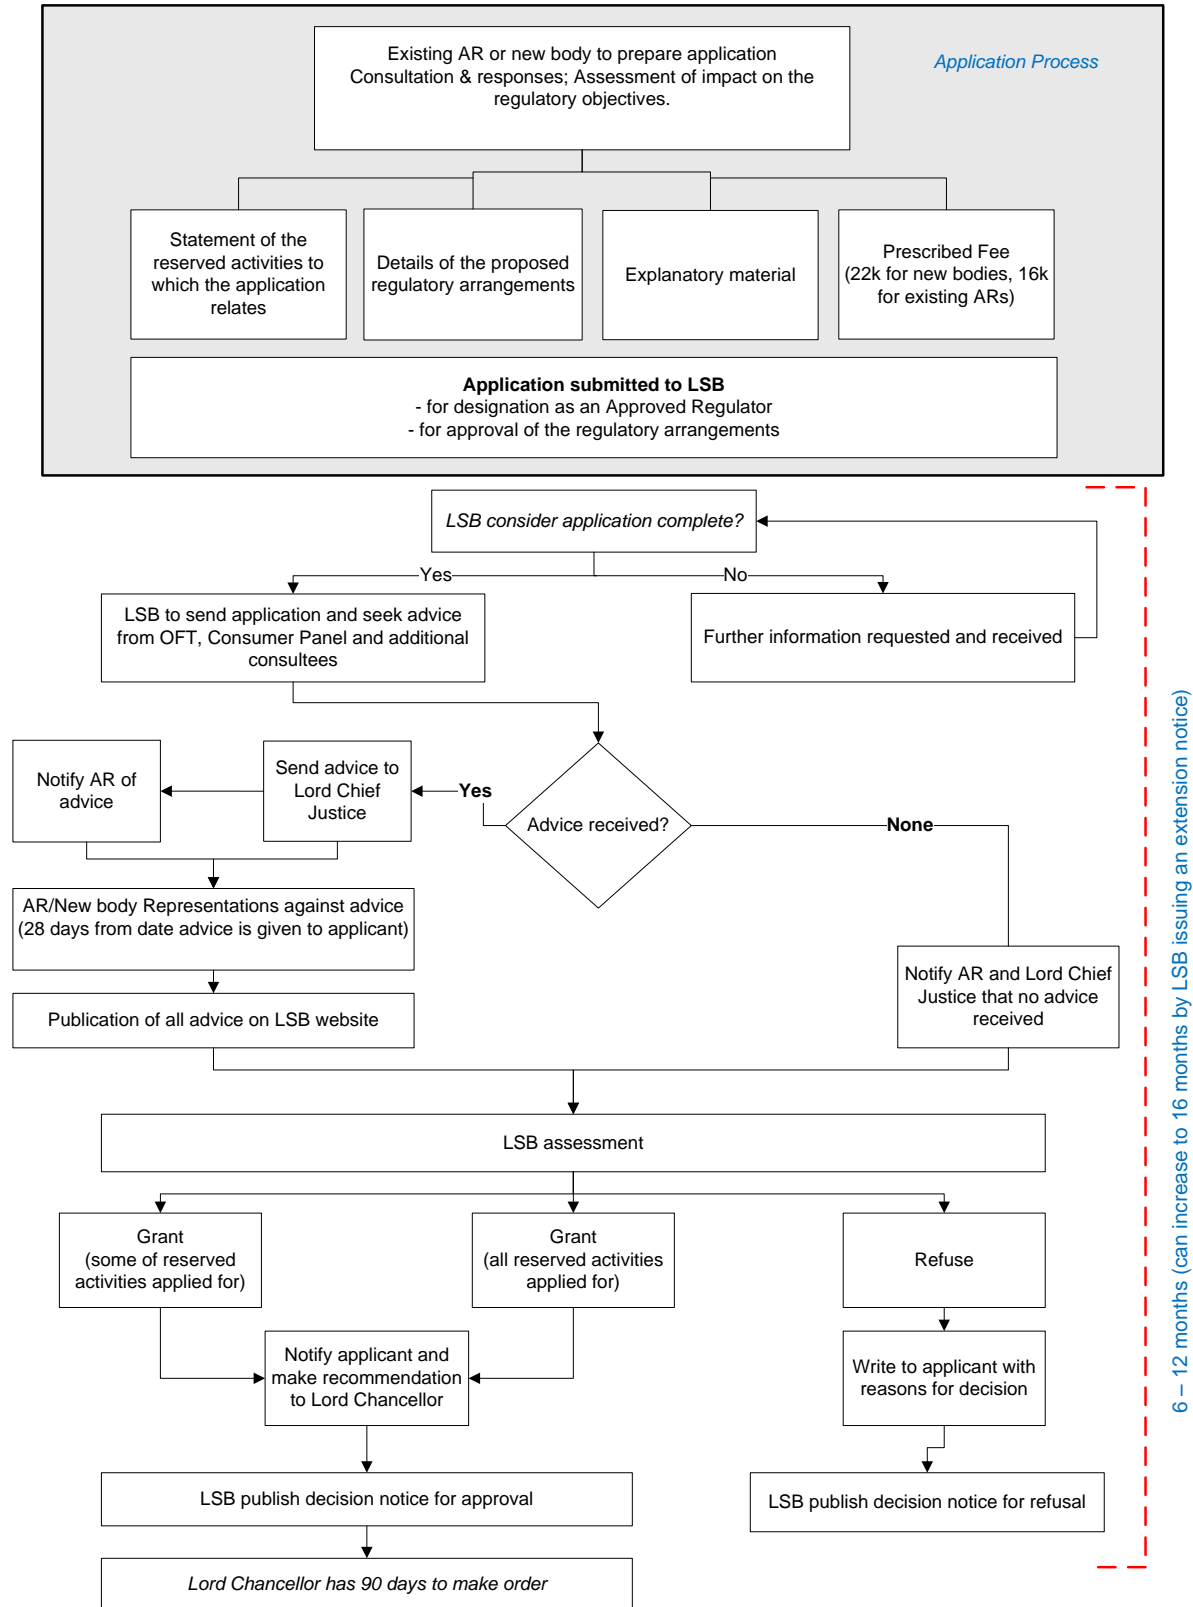 Existing AR or new body to prepare application
Consultation & responses; Assessment of impact on the
regulatory objectives.
Application Process
Statement of the
reserved activities to
which the application
relates
Details of the proposed
regulatory arrangements
Explanatory material
Prescribed Fee
(22k for new bodies, 16k
for existing ARs)
Application submitted to LSB
- for designation as an Approved Regulator
- for approval of the regulatory arrangements
LSB consider application complete?
Yes
No
LSB to send application and seek advice
from OFT, Consumer Panel and additional
consultees
Further information requested and received
Notify AR of
advice
Send advice to
Lord Chief
Justice
Yes
Advice received?
None
AR/New body Representations against advice
(28 days from date advice is given to applicant)
Publication of all advice on LSB website
Notify AR and Lord Chief
Justice that no advice
received
LSB assessment
Grant
(some of reserved
activities applied for)
Grant
(all reserved activities
applied for)
Refuse
Notify applicant and
make recommendation
to Lord Chancellor
Write to applicant with
reasons for decision
LSB publish decision notice for approval
LSB publish decision notice for refusal
Lord Chancellor has 90 days to make order
6 – 12 months (can increase to 16 months by LSB issuing an extension notice)